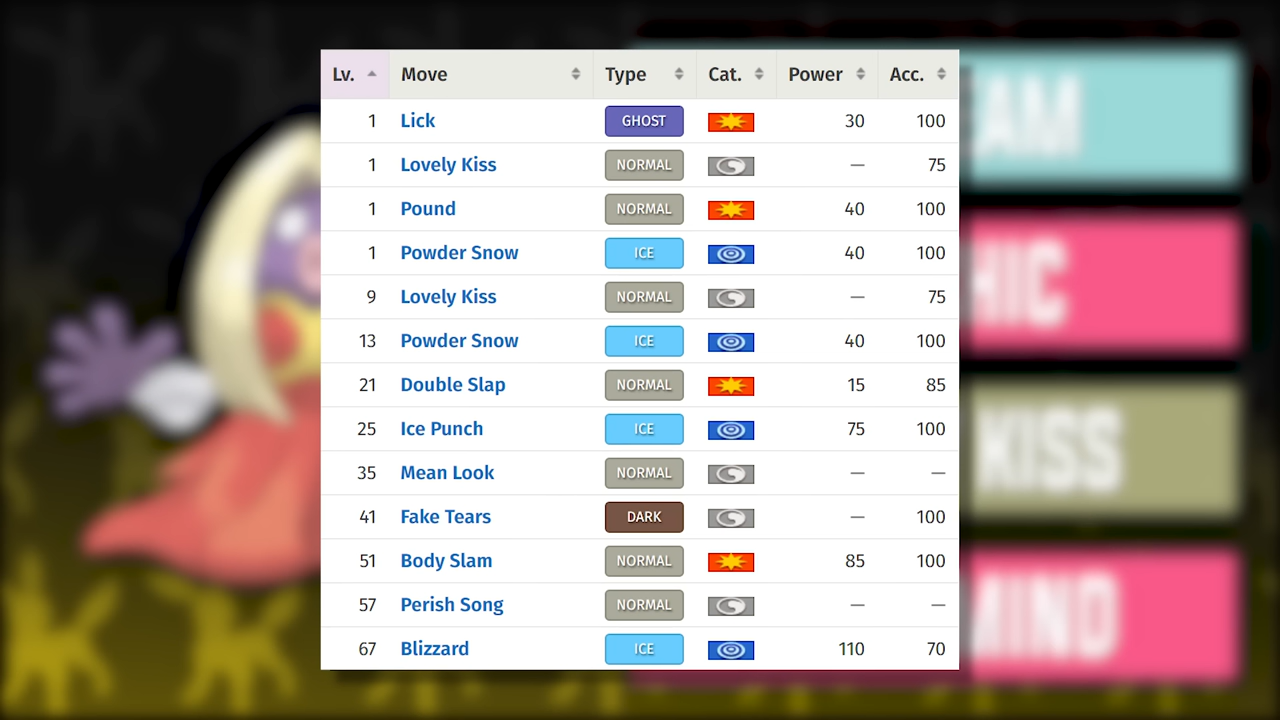 Lv. Move Type Cat. Power Acc.
1 Lick GHOST 30 100
1 Lovely Kiss NORMAL — 75
1 Pound NORMAL 40 100
1 Powder Snow ICE 40 100
9 Lovely Kiss NORMAL — 75
13 Powder Snow ICE 40 100
21 Double Slap NORMAL 15 85
25 Ice Punch ICE 75 100
35 Mean Look NORMAL — —
41 Fake Tears DARK — 100
51 Body Slam NORMAL 85 100
57 Perish Song NORMAL — —
67 Blizzard ICE 110 70
KISS